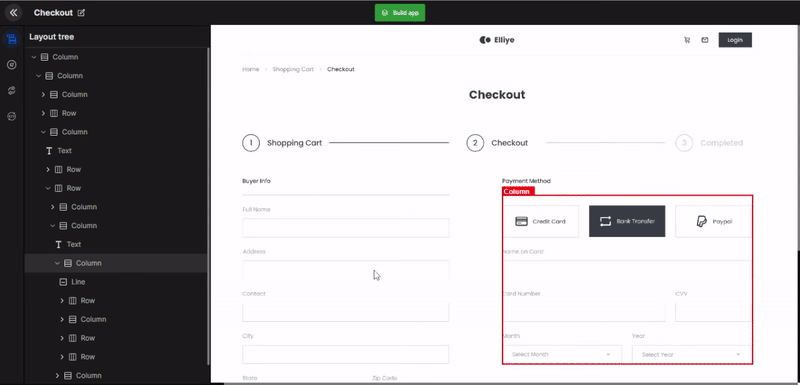 Checkout
Build app
Layout tree
Column
Column
Column
Row
Column
Text
Row
Row
Column
Column
Text
Column
Line
Row
Column
Row
Row
Column
Elliye
Login
Home > Shopping Cart > Checkout
Checkout
1 Shopping Cart 2 Checkout 3 Completed
Buyer Info
Full Name
Address
Contact
City
State Zip Code
Payment Method
Column
Credit Card Bank Transfer Paypal
Name on Card
Card Number CVV
Month Year
Select Month Select Year